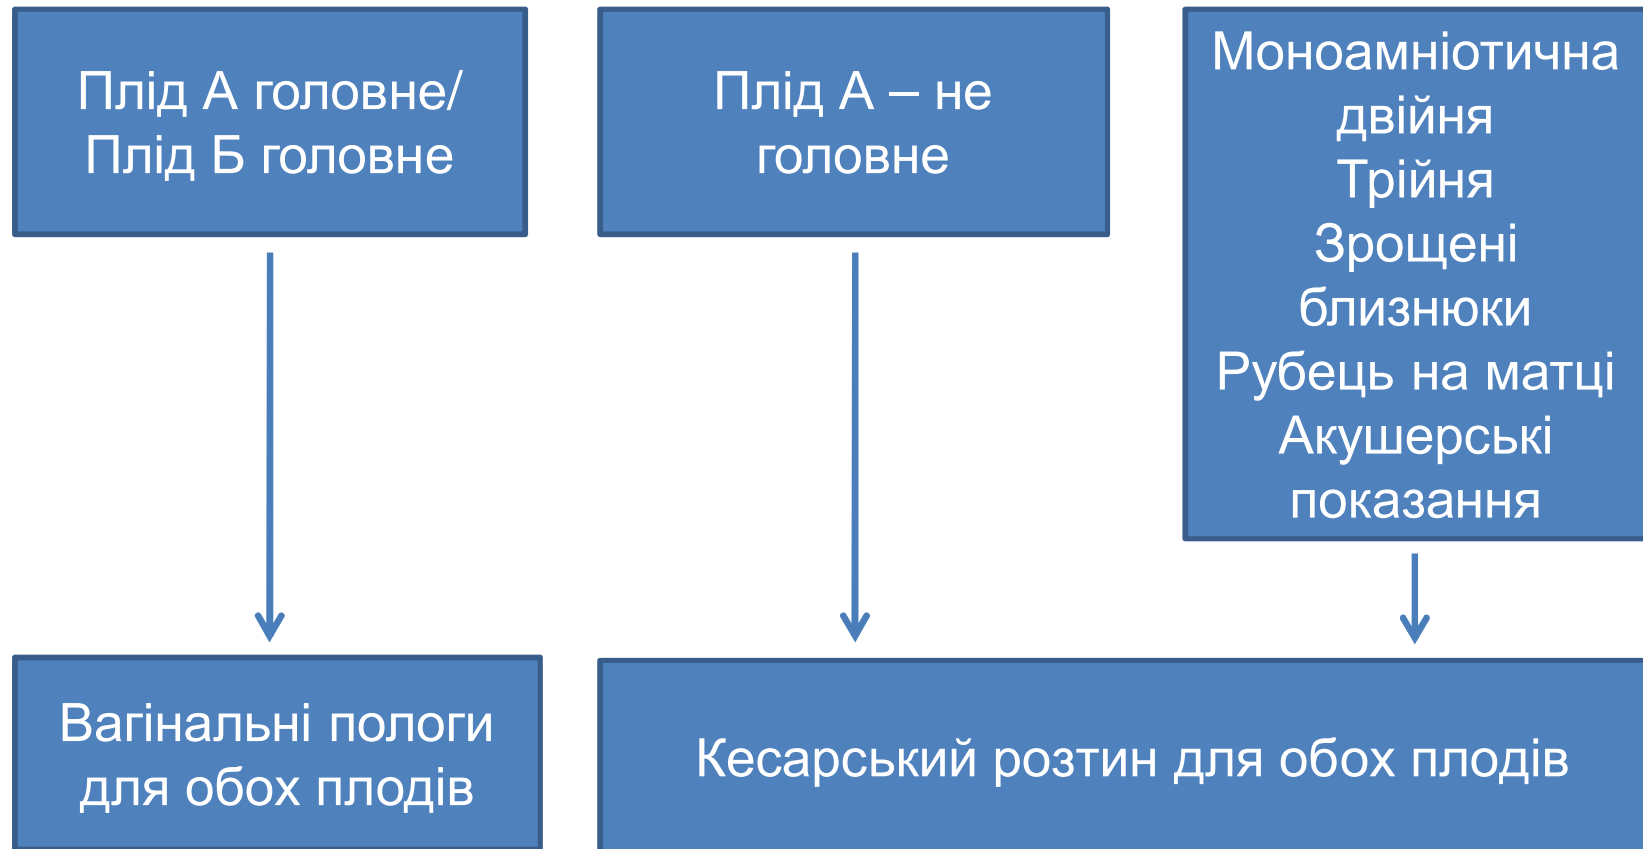 Плід А головне/
Плід Б головне
Плід А – не
головне
Моноамніотична
двійня
Трійня
Зрощені
близнюки
Рубець на матці
Акушерські
показання
Вагінальні пологи
для обох плодів
Кесарський розтин для обох плодів